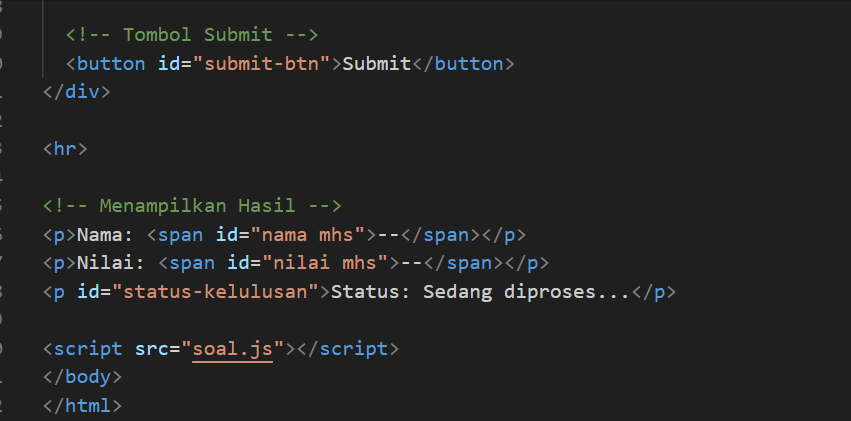 <!-- Tombol Submit -->
<button id="submit-btn">Submit</button>
</div>
<hr>
<!-- Menampilkan Hasil -->
<p>Nama: <span id="nama mhs">--</span></p>
<p>Nilai: <span id="nilai mhs">--</span></p>
<p id="status-kelulusan">Status: Sedang diproses...</p>
<script src="soal.js"></script>
</body>
</html>